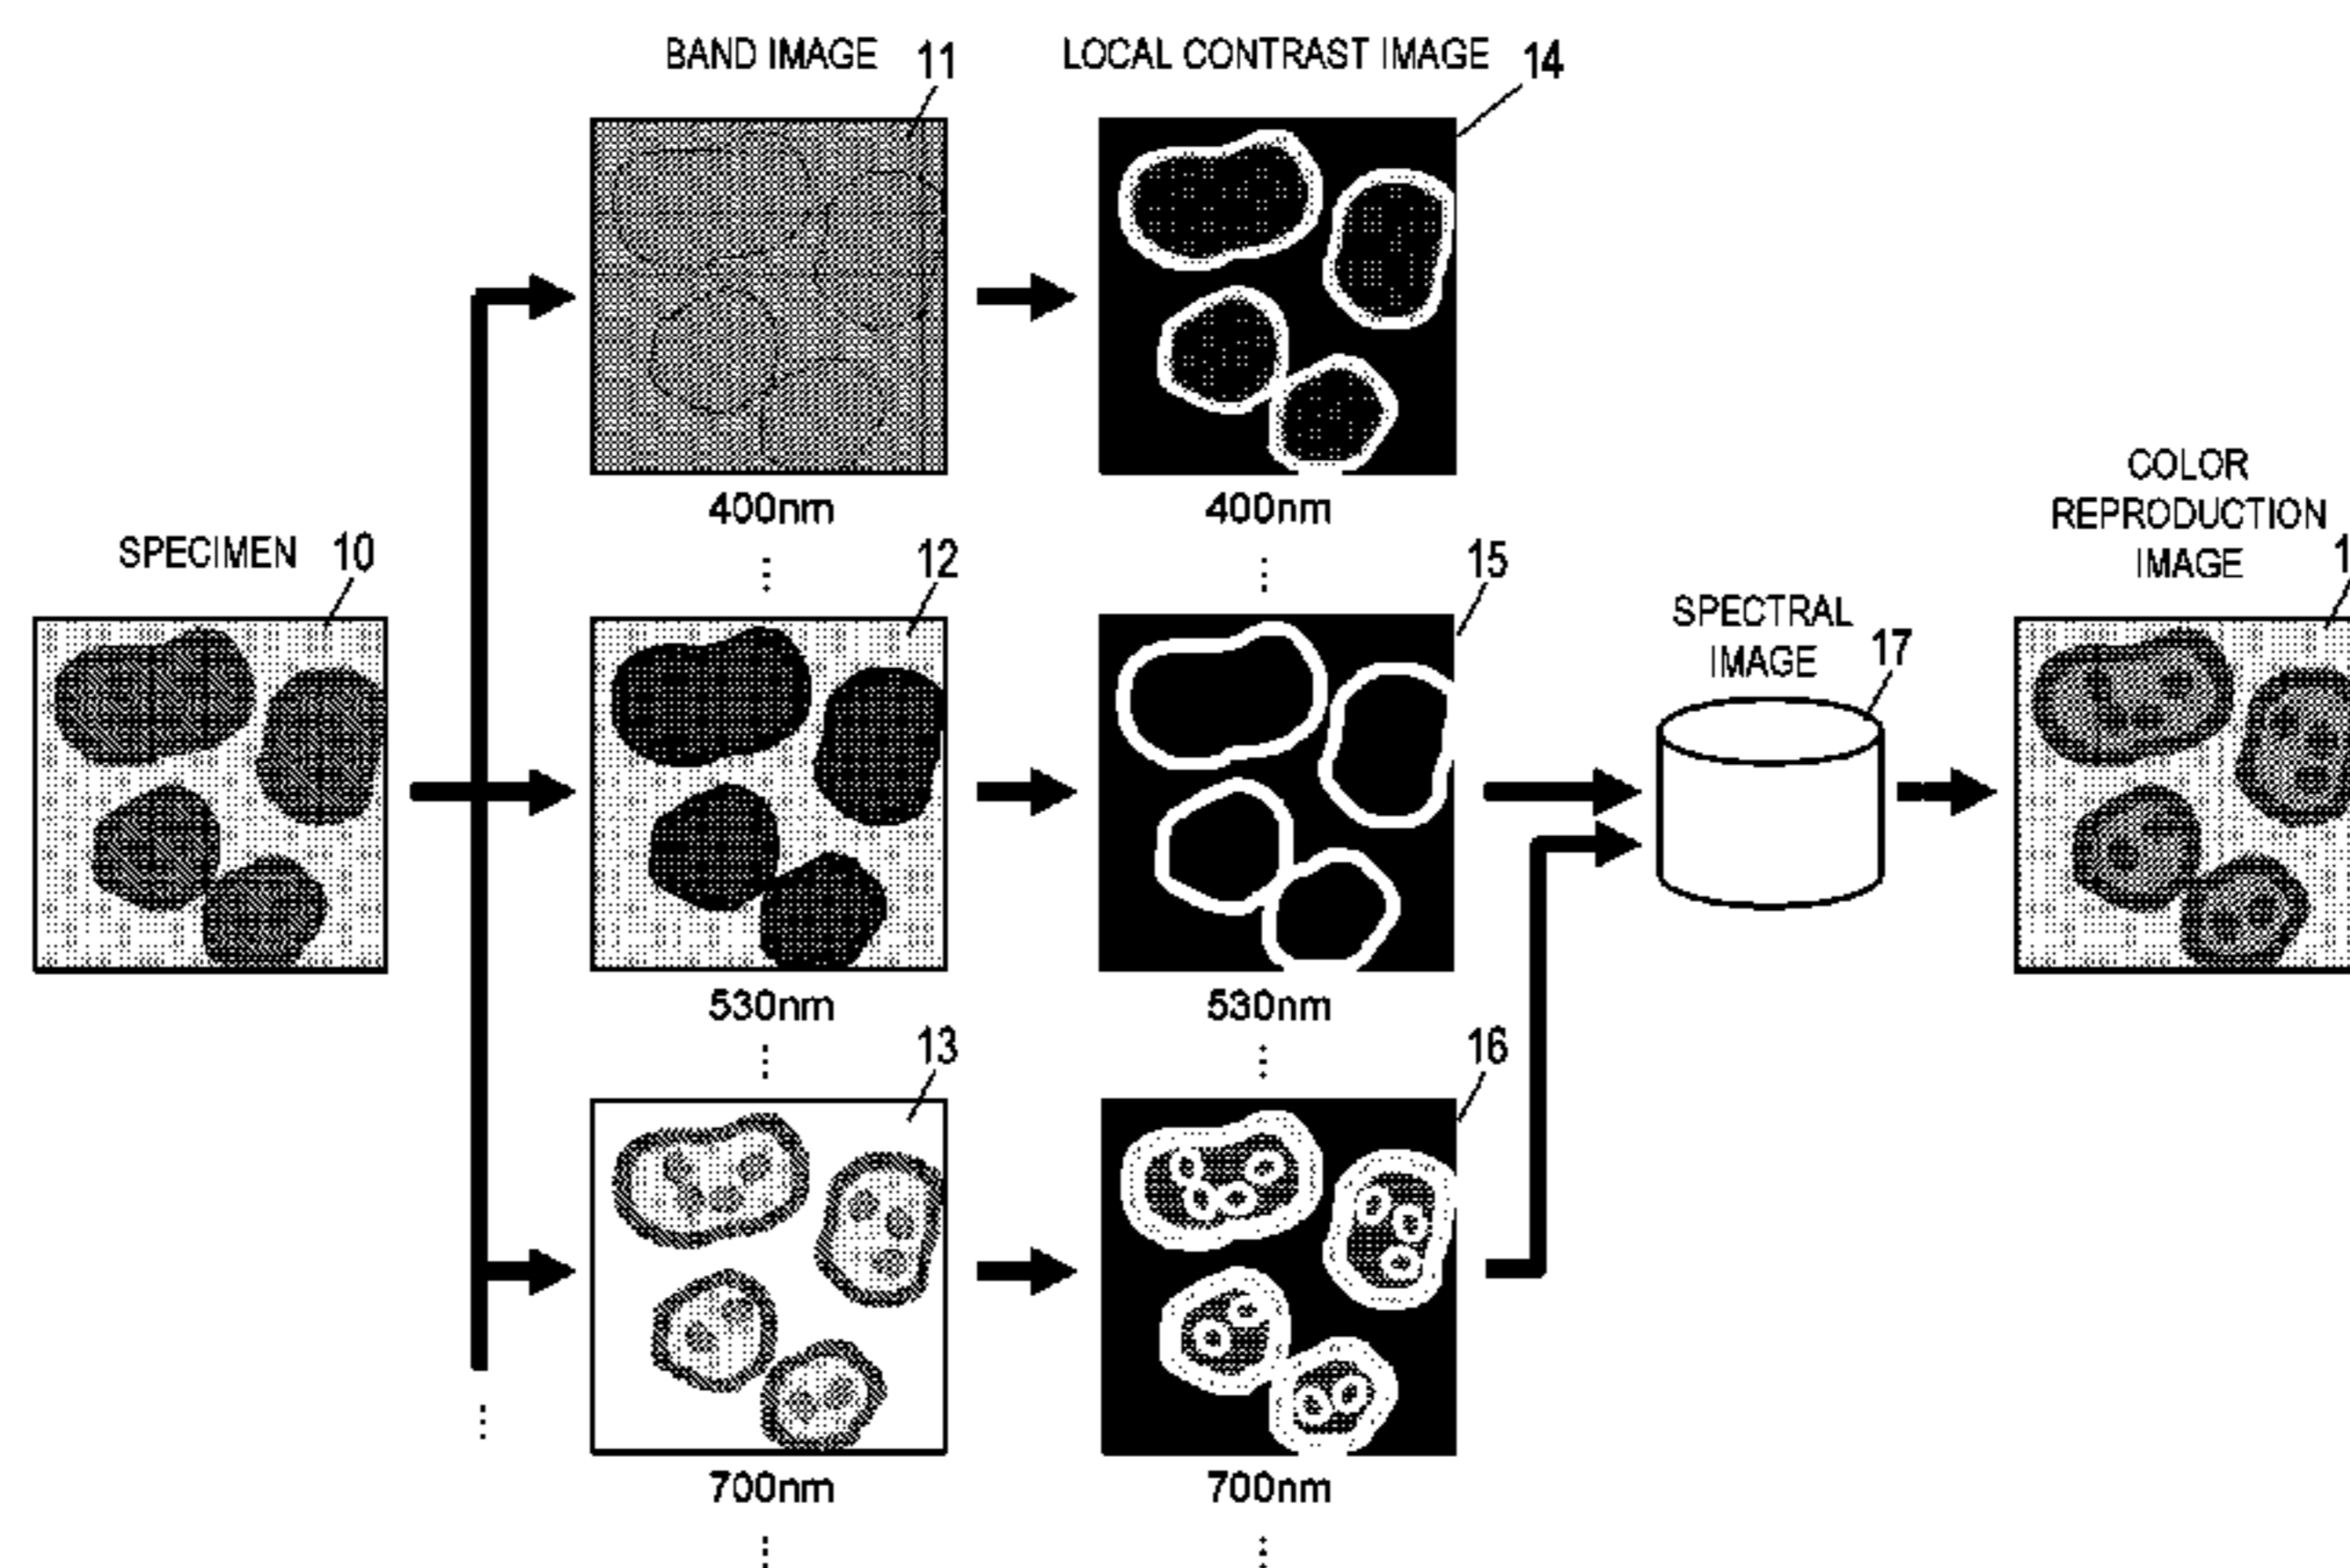 BAND IMAGE 11
LOCAL CONTRAST IMAGE 14
400nm
400nm
SPECIMEN 10
12
15
COLOR
REPRODUCTION
IMAGE
SPECTRAL
IMAGE 17
530nm
530nm
13
16
700nm
700nm